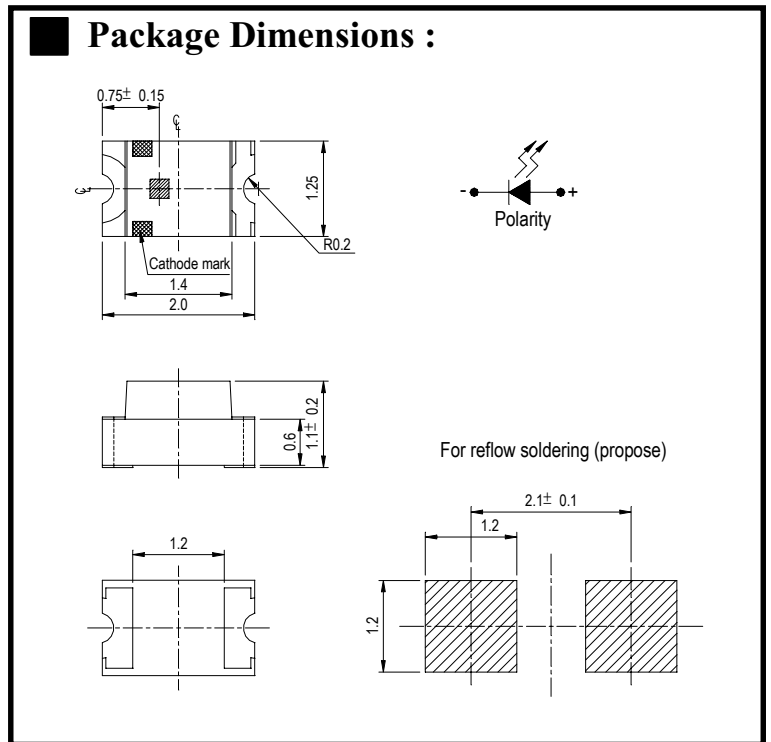 Package Dimensions :
0.75± 0.15
℄
℄
1.25
R0.2
Cathode mark
1.4
2.0
- +
Polarity
0.6
1.1± 0.2
For reflow soldering (propose)
2.1± 0.1
1.2
1.2
1.2